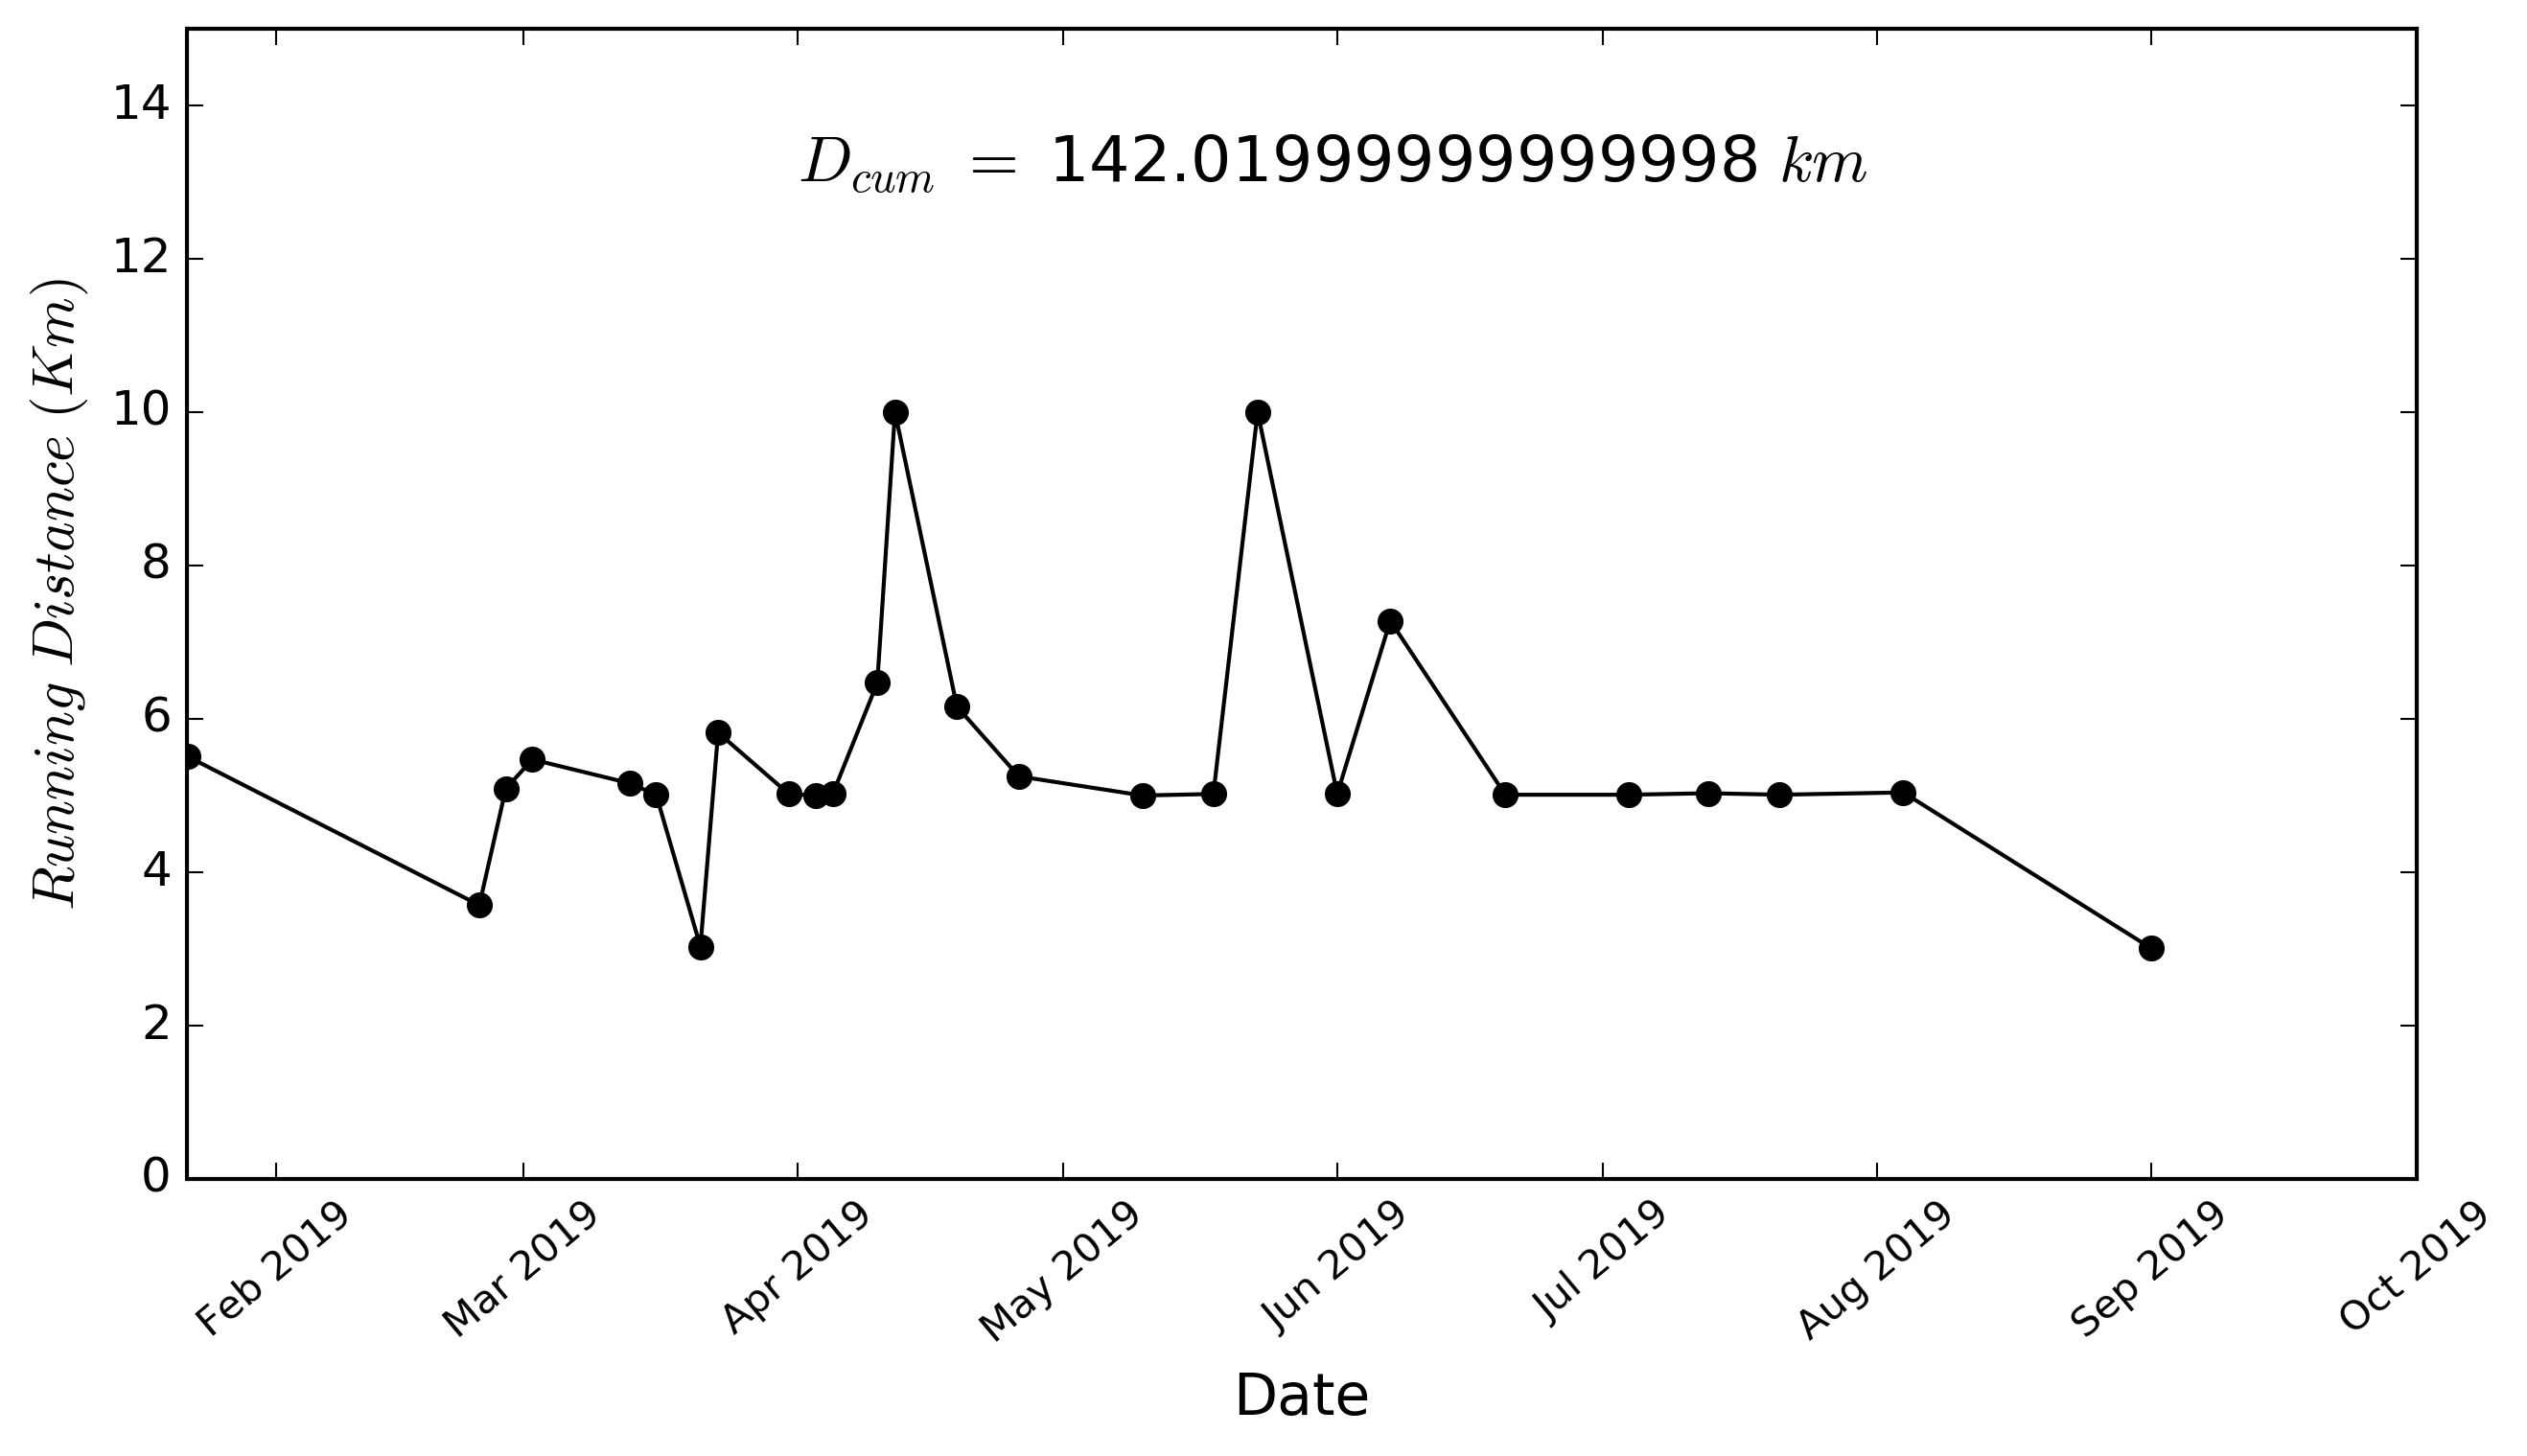 14
D_cum = 142.01999999999998 km
12
10
8
6
4
2
0
Running Distance (Km)
Feb 2019
Mar 2019
Apr 2019
May 2019
Jun 2019
Jul 2019
Aug 2019
Sep 2019
Oct 2019
Date